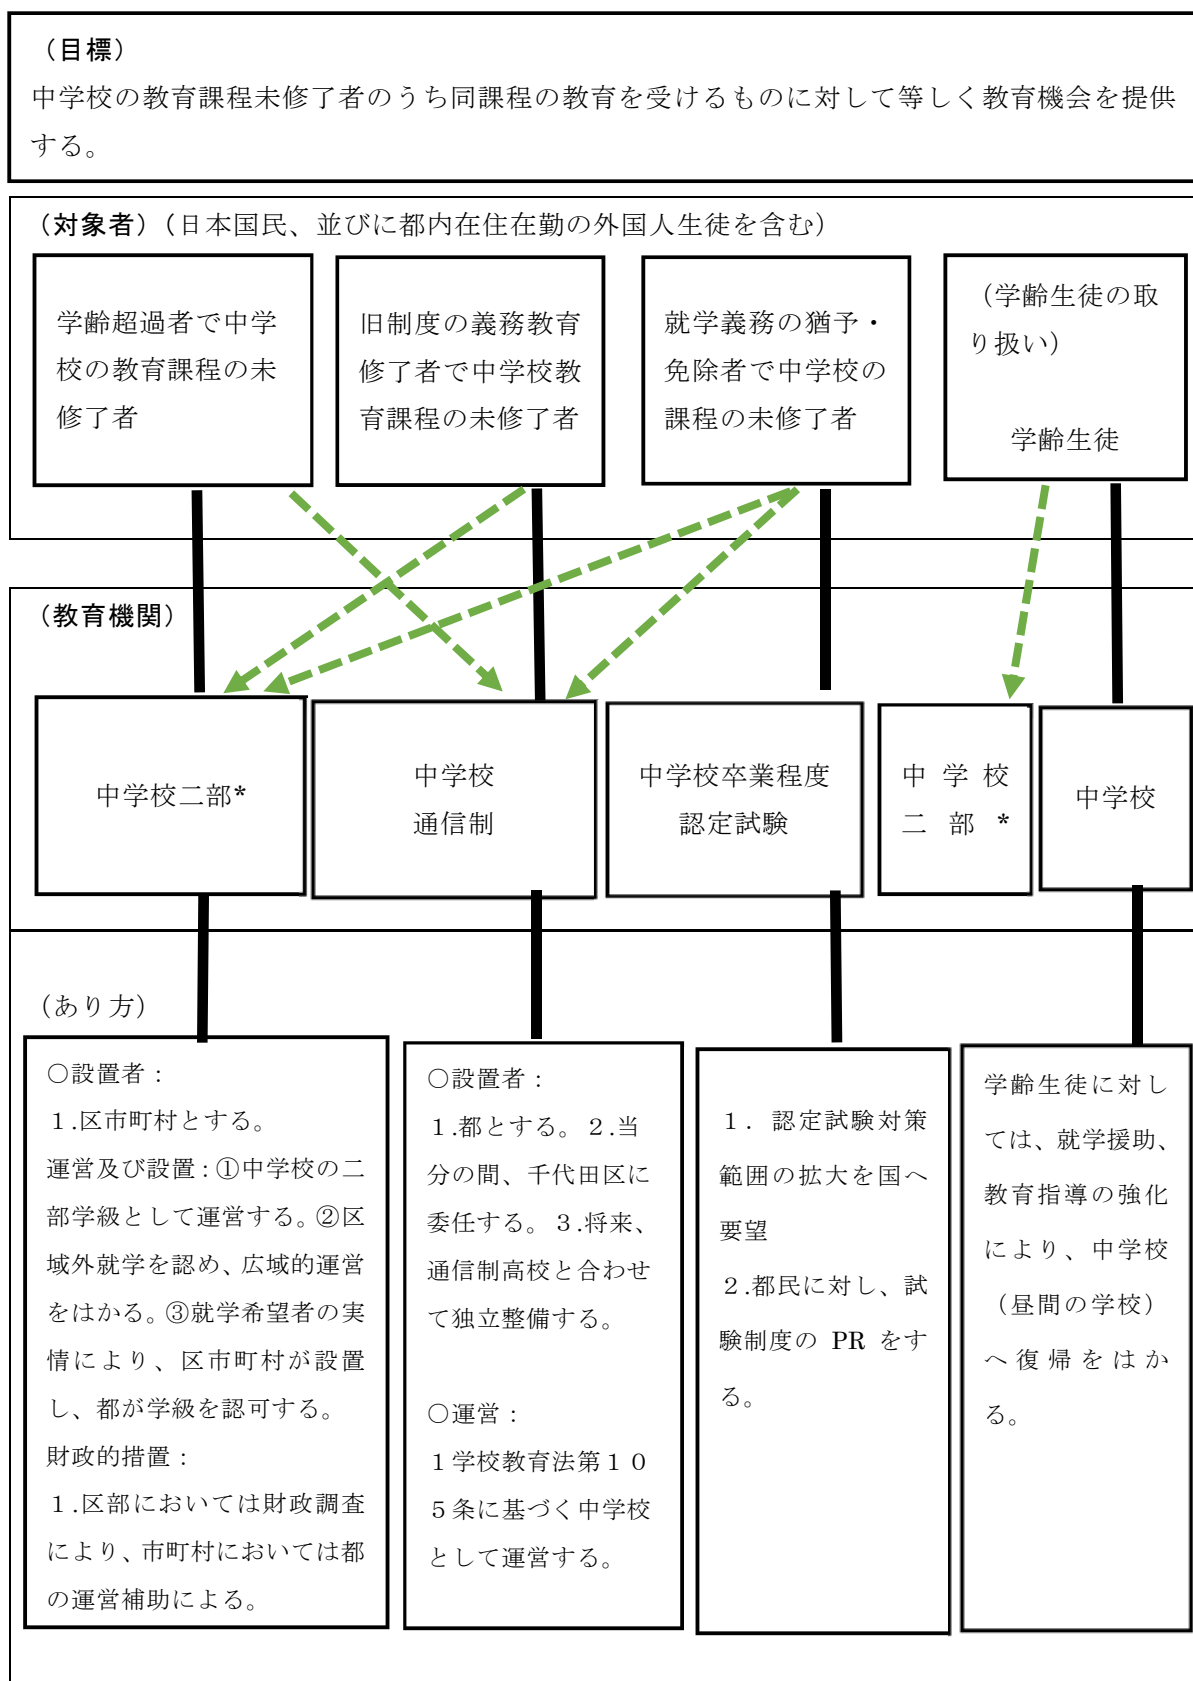 （目標）
中学校の教育課程未修了者のうち同課程の教育を受けるものに対して等しく教育機会を提供
する。
（対象者）（日本国民、並びに都内在住在勤の外国人生徒を含む）
学齢超過者で中学
校の教育課程の未
修了者
旧制度の義務教育
修了者で中学校教
育課程の未修了者
就学義務の猶予・
免除者で中学校の
課程の未修了者
（学齢生徒の取
り扱い）
学齢生徒
（教育機関）
中学校二部*
中学校
通信制
中学校卒業程度
認定試験
中学校
二部*
中学校
（あり方）
○設置者：
１.区市町村とする。
運営及び設置：①中学校の二
部学級として運営する。②区
域外就学を認め、広域的運営
をはかる。③就学希望者の実
情により、区市町村が設置
し、都が学級を認可する。
財政的措置：
１.区部においては財政調査
により、市町村においては都
の運営補助による。
○設置者：
１.都とする。２.当
分の間、千代田区に
委任する。３.将来、
通信制高校と合わせ
て独立整備する。
○運営：
１学校教育法第１０
５条に基づく中学校
として運営する。
１．認定試験対策
範囲の拡大を国へ
要望
２.都民に対し、試
験制度の PR をす
る。
学齢生徒に対し
ては、就学援助、
教育指導の強化
により、中学校
（昼間の学校）
へ復帰をはか
る。